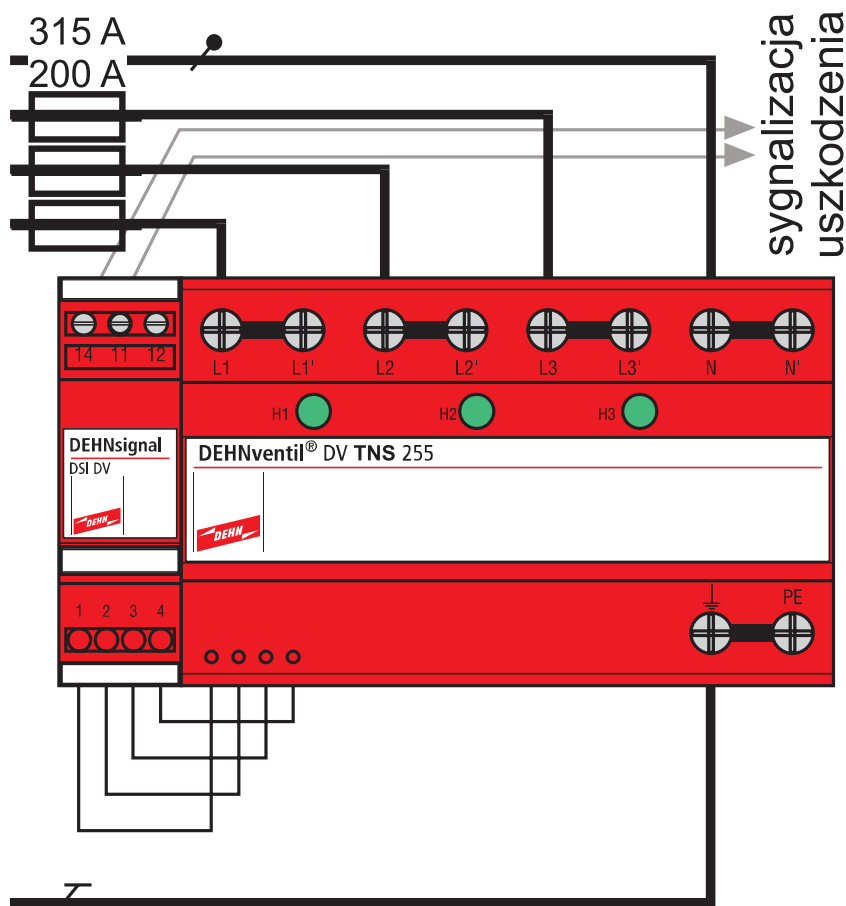 315 A
200 A
sygnalizacja
uszkodzenia
14 11 12
L1 L1' L2 L2' L3 L3' N N'
H1 H2 H3
DEHNsignal
DSI DV
DEHN
DEHNventil® DV TNS 255
DEHN
1 2 3 4
PE